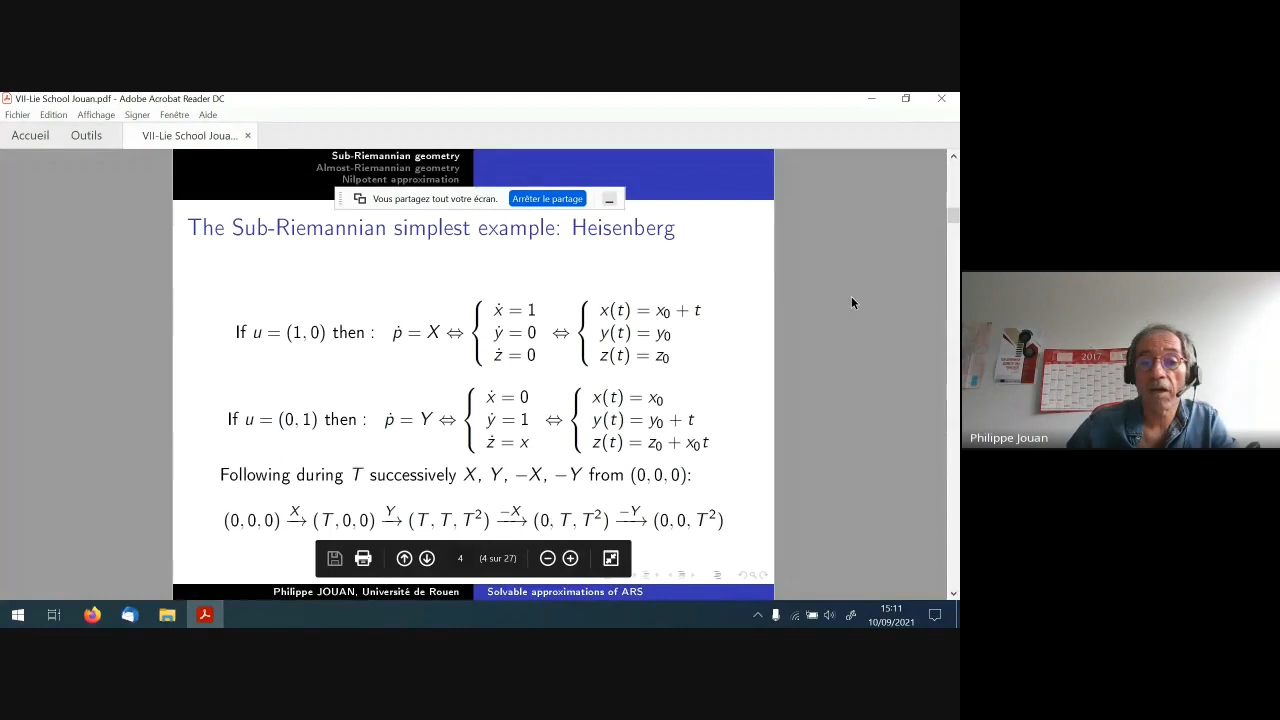 VII-Lie School Jouan.pdf - Adobe Acrobat Reader DC
Fichier Edition Affichage Signer Fenêtre Aide
Accueil Outils VII-Lie School Joua... ×
Sub-Riemannian geometry
Almost-Riemannian geometry
Nilpotent approximation
Vous partagez tout votre écran. Arrêter le partage
The Sub-Riemannian simplest example: Heisenberg
If u = (1, 0) then : ṗ = X ⇔ { ẋ = 1 ẏ = 0 ż = 0 ⇔ { x(t) = x₀ + t y(t) = y₀ z(t) = z₀
If u = (0, 1) then : ṗ = Y ⇔ { ẋ = 0 ẏ = 1 ż = x ⇔ { x(t) = x₀ y(t) = y₀ + t z(t) = z₀ + x₀t
Following during T successively X, Y, −X, −Y from (0, 0, 0):
(0, 0, 0) —X→ (T, 0, 0) —Y→ (T, T, T²) —−X→ (0, T, T²) —−Y→ (0, 0, T²)
4 (4 sur 27)
Philippe JOUAN, Université de Rouen Solvable approximations of ARS
15:11
10/09/2021
2017
Philippe Jouan